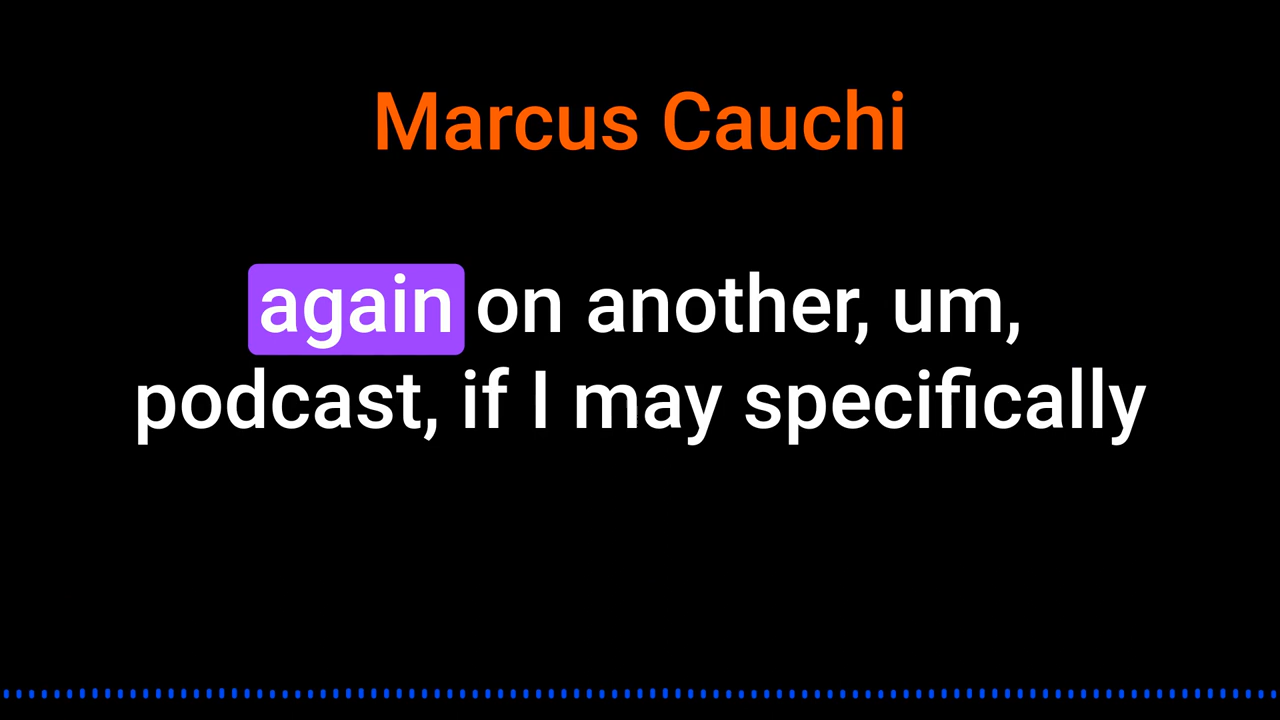 Marcus Cauchi
again on another, um,
podcast, if I may specifically